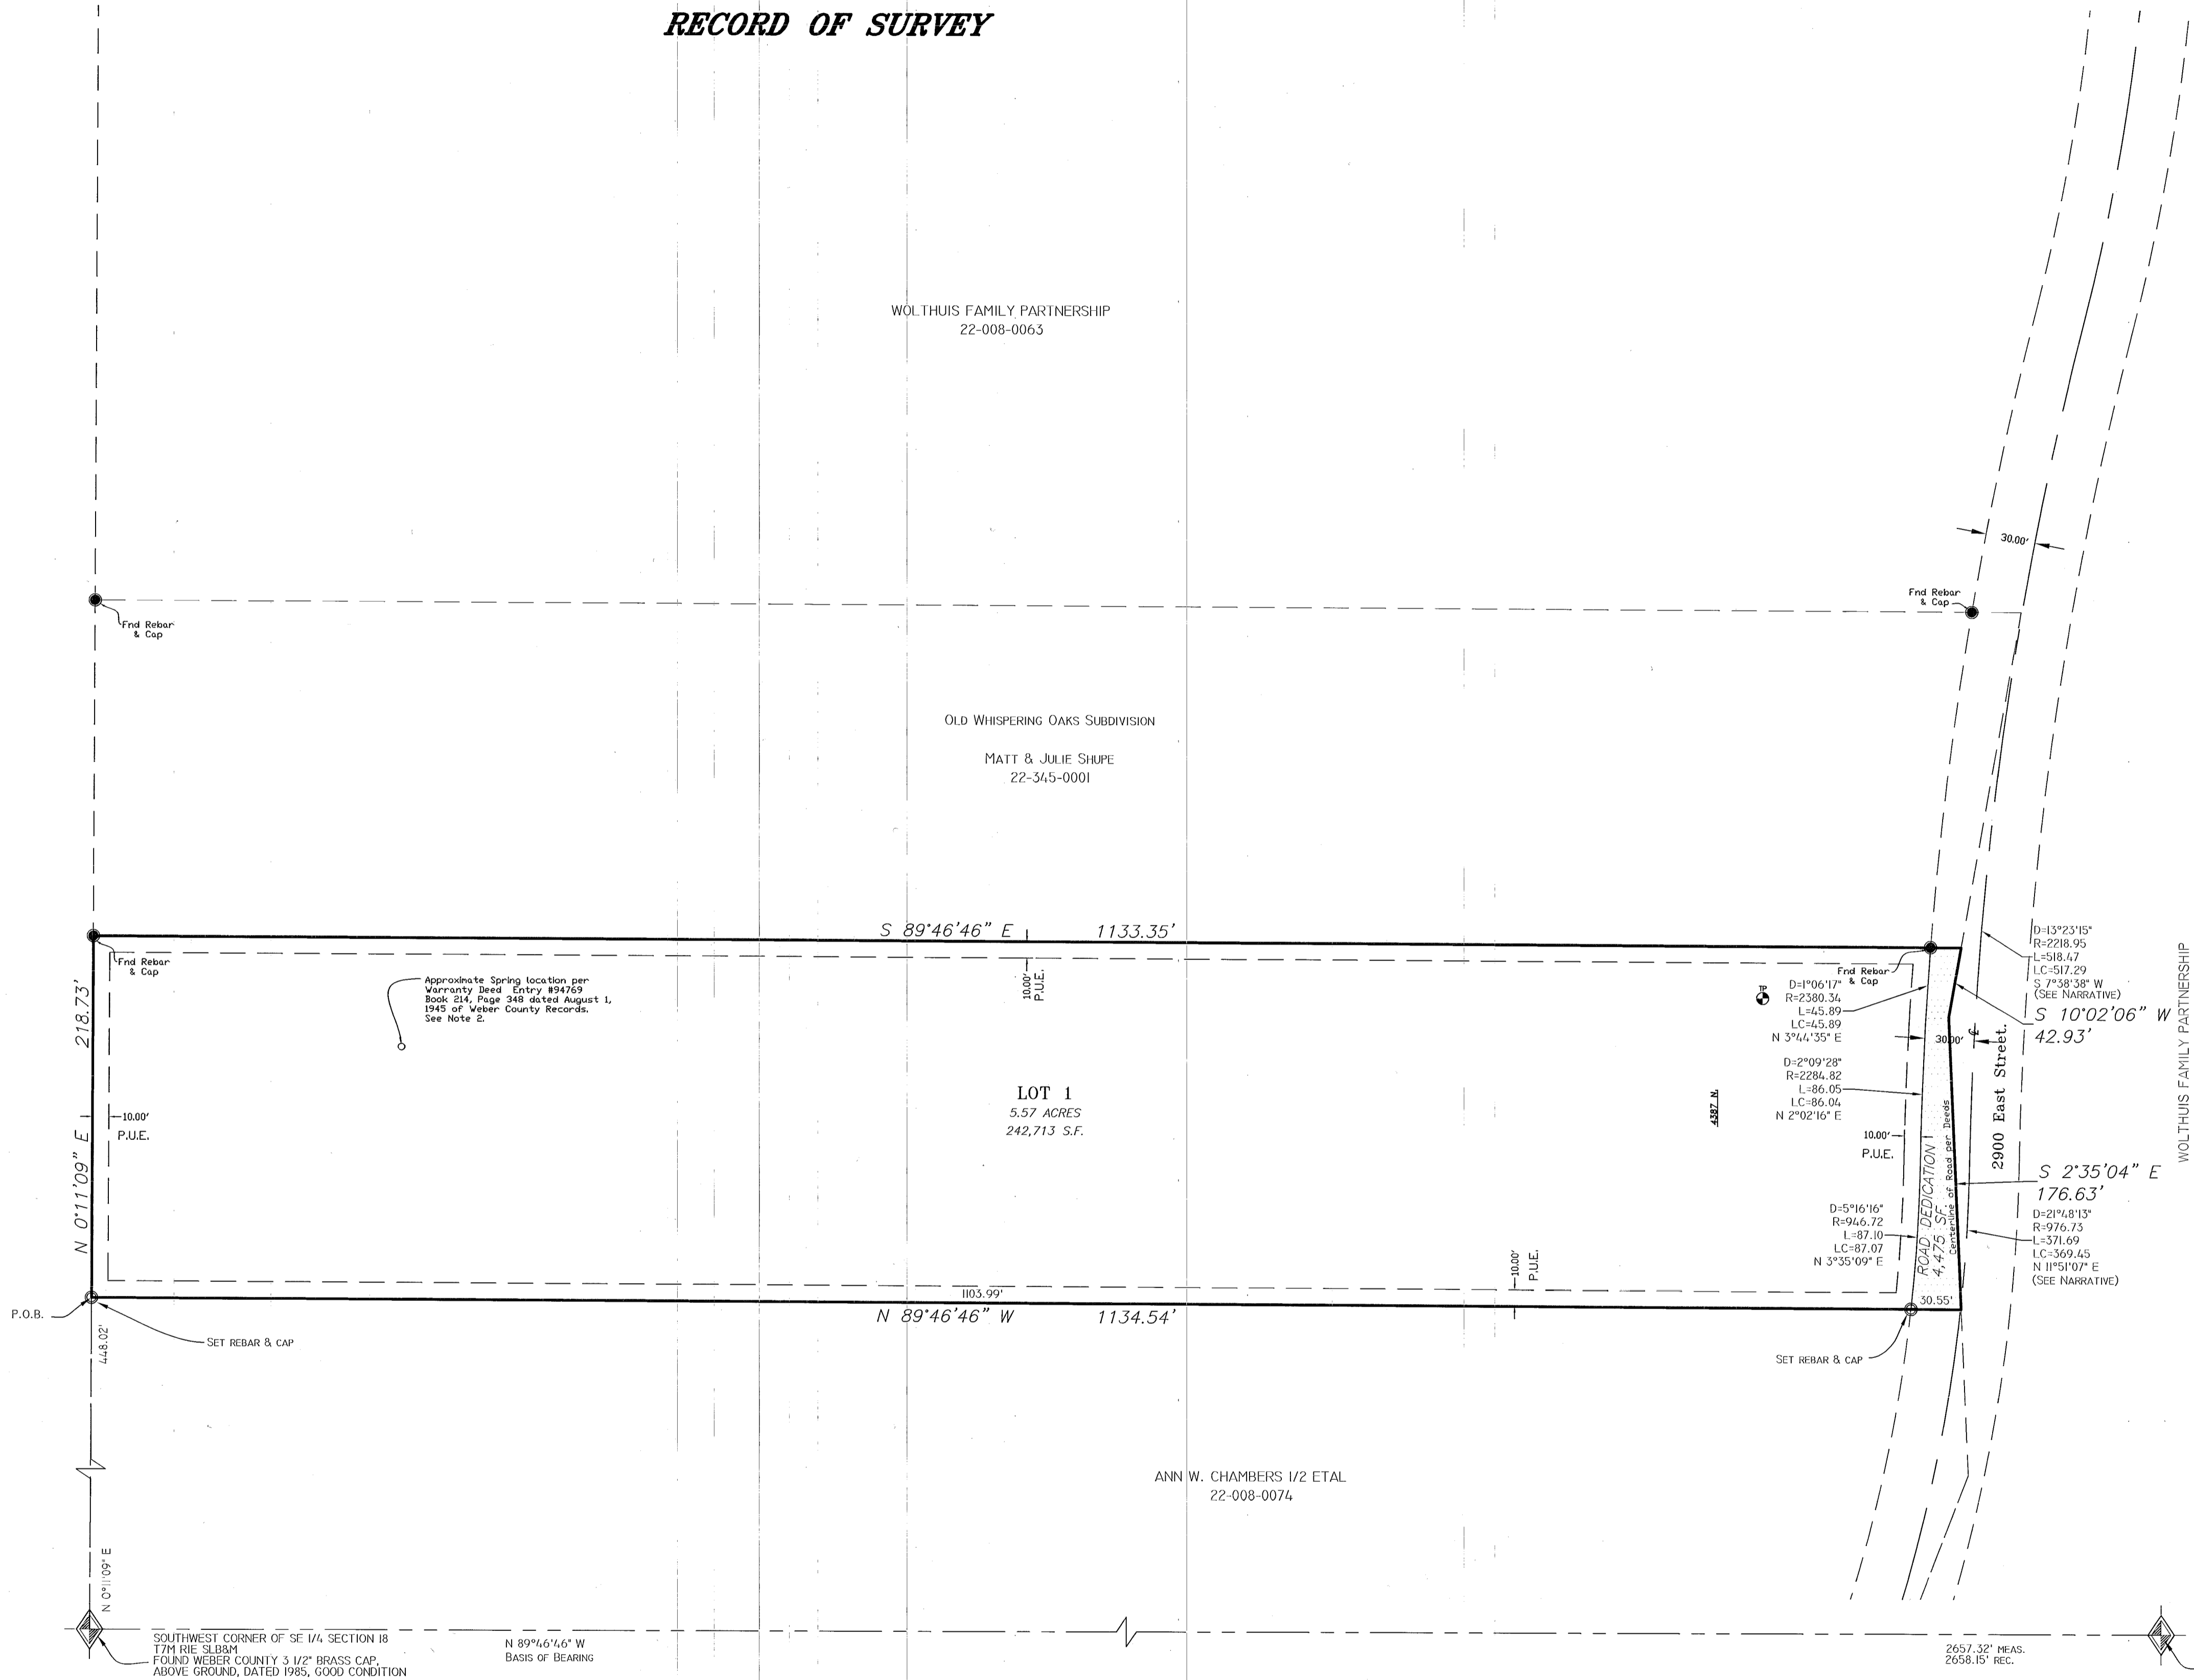 RECORD OF SURVEY
WOLTHUIS FAMILY PARTNERSHIP
22-008-0063
30.00'
Fnd Rebar
& Cap
Fnd Rebar
& Cap
OLD WHISPERING OAKS SUBDIVISION
MATT & JULIE SHUPE
22-345-0001
S 89°46'46" E
1133.35'
Fnd Rebar
& Cap
218.73'
N 0°11'09" E
Approximate Spring location per
Warranty Deed Entry #94769
Book 214, Page 348 dated August 1,
1945 of Weber County Records.
See Note 2.
10.00'
P.U.E.
10.00'
P.U.E.
LOT 1
5.57 ACRES
242,713 S.F.
TP
4387 N.
Fnd Rebar
& Cap
D=1°06'17"
R=2380.34
L=45.89
LC=45.89
N 3°44'35" E
D=2°09'28"
R=2284.82
L=86.05
LC=86.04
N 2°02'16" E
10.00'
P.U.E.
D=5°16'16"
R=946.72
L=87.10
LC=87.07
N 3°35'09" E
30.00'
ROAD DEDICATION
4,475 SF.
Centerline of Road per Deeds
2900 East Street.
D=13°23'15"
R=2218.95
L=518.47
LC=517.29
S 7°38'38" W
(SEE NARRATIVE)
S 10°02'06" W
42.93'
S 2°35'04" E
176.63'
D=21°48'13"
R=976.73
L=371.69
LC=369.45
N 11°51'07" E
(SEE NARRATIVE)
WOLTHUIS FAMILY PARTNERSHIP
10.00'
P.U.E.
1103.99'
30.55'
N 89°46'46" W
1134.54'
P.O.B.
SET REBAR & CAP
448.02'
SET REBAR & CAP
ANN W. CHAMBERS 1/2 ETAL
22-008-0074
N 0°11'09" E
SOUTHWEST CORNER OF SE 1/4 SECTION 18
T7M R1E SLB&M
FOUND WEBER COUNTY 3 1/2" BRASS CAP,
ABOVE GROUND, DATED 1985, GOOD CONDITION
N 89°46'46" W
BASIS OF BEARING
2657.32' MEAS.
2658.15' REC.